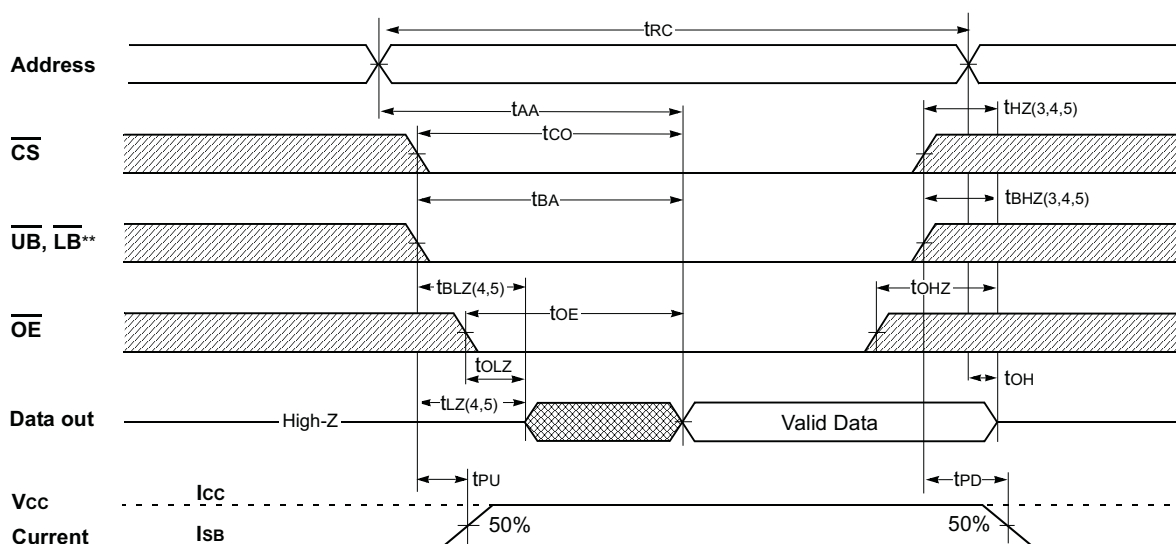 tRC
Address
tAA
tHZ(3,4,5)
tCO
CS
tBA
tBHZ(3,4,5)
UB, LB**
tBLZ(4,5)
tOHZ
tOE
OE
tOLZ
tOH
tLZ(4,5)
Data out
High-Z
Valid Data
tPU
tPD
VCC
ICC
50%
50%
Current
ISB